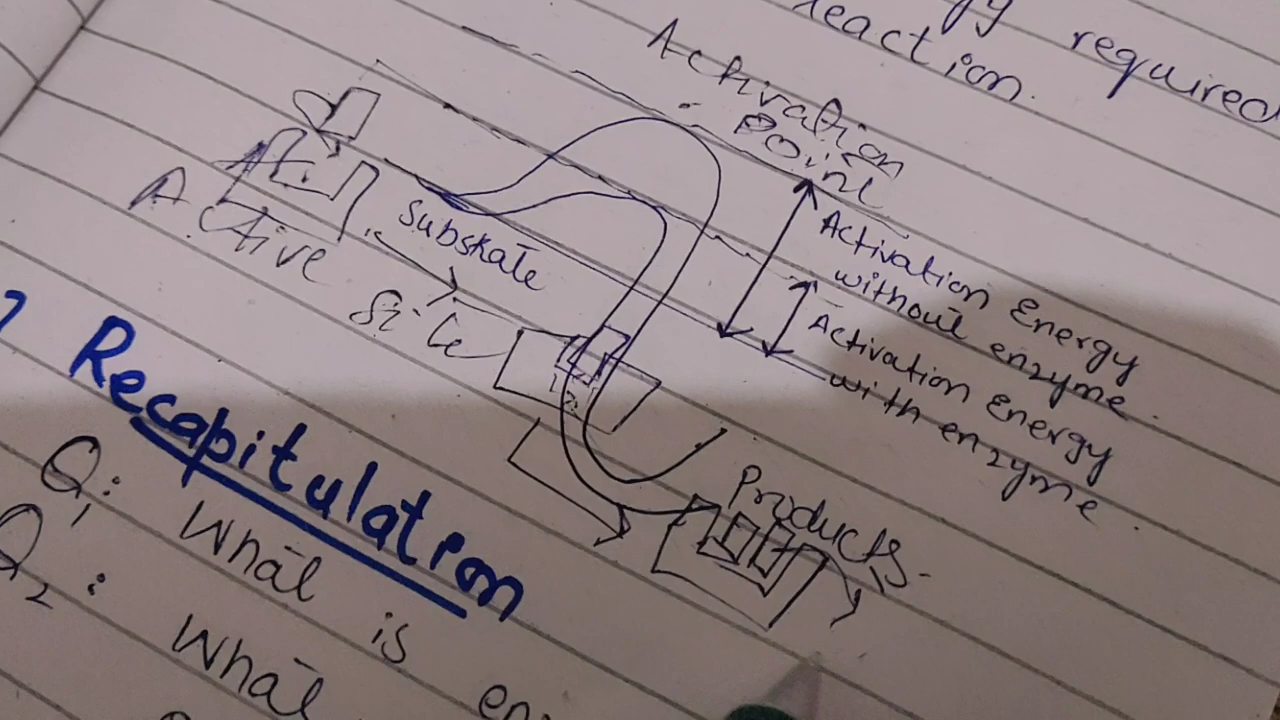 required
reaction.
Activation
Point
Substrate
Active
Site
Activation Energy
without enzyme.
Activation Energy
with enzyme.
Products.
Recapitulation
Q1: What is
Q2: What